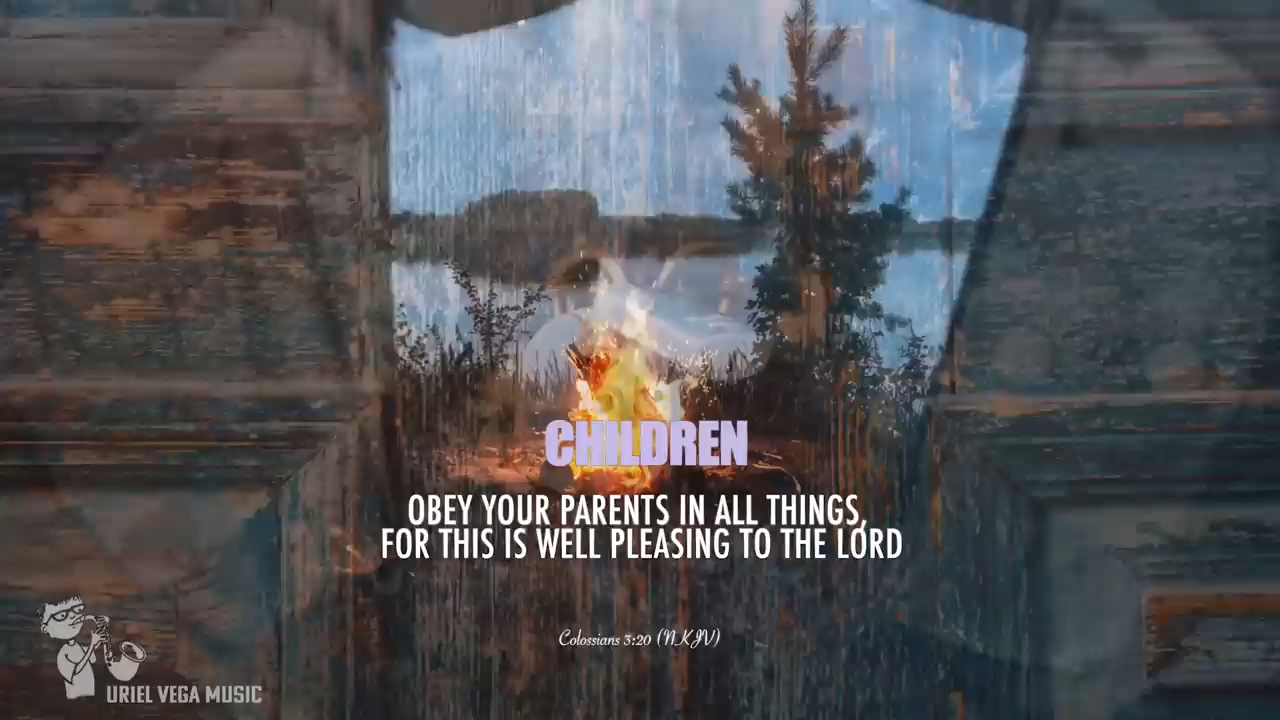 CHILDREN
OBEY YOUR PARENTS IN ALL THINGS,
FOR THIS IS WELL PLEASING TO THE LORD
Colossians 3:20 (NKJV)
URIEL VEGA MUSIC